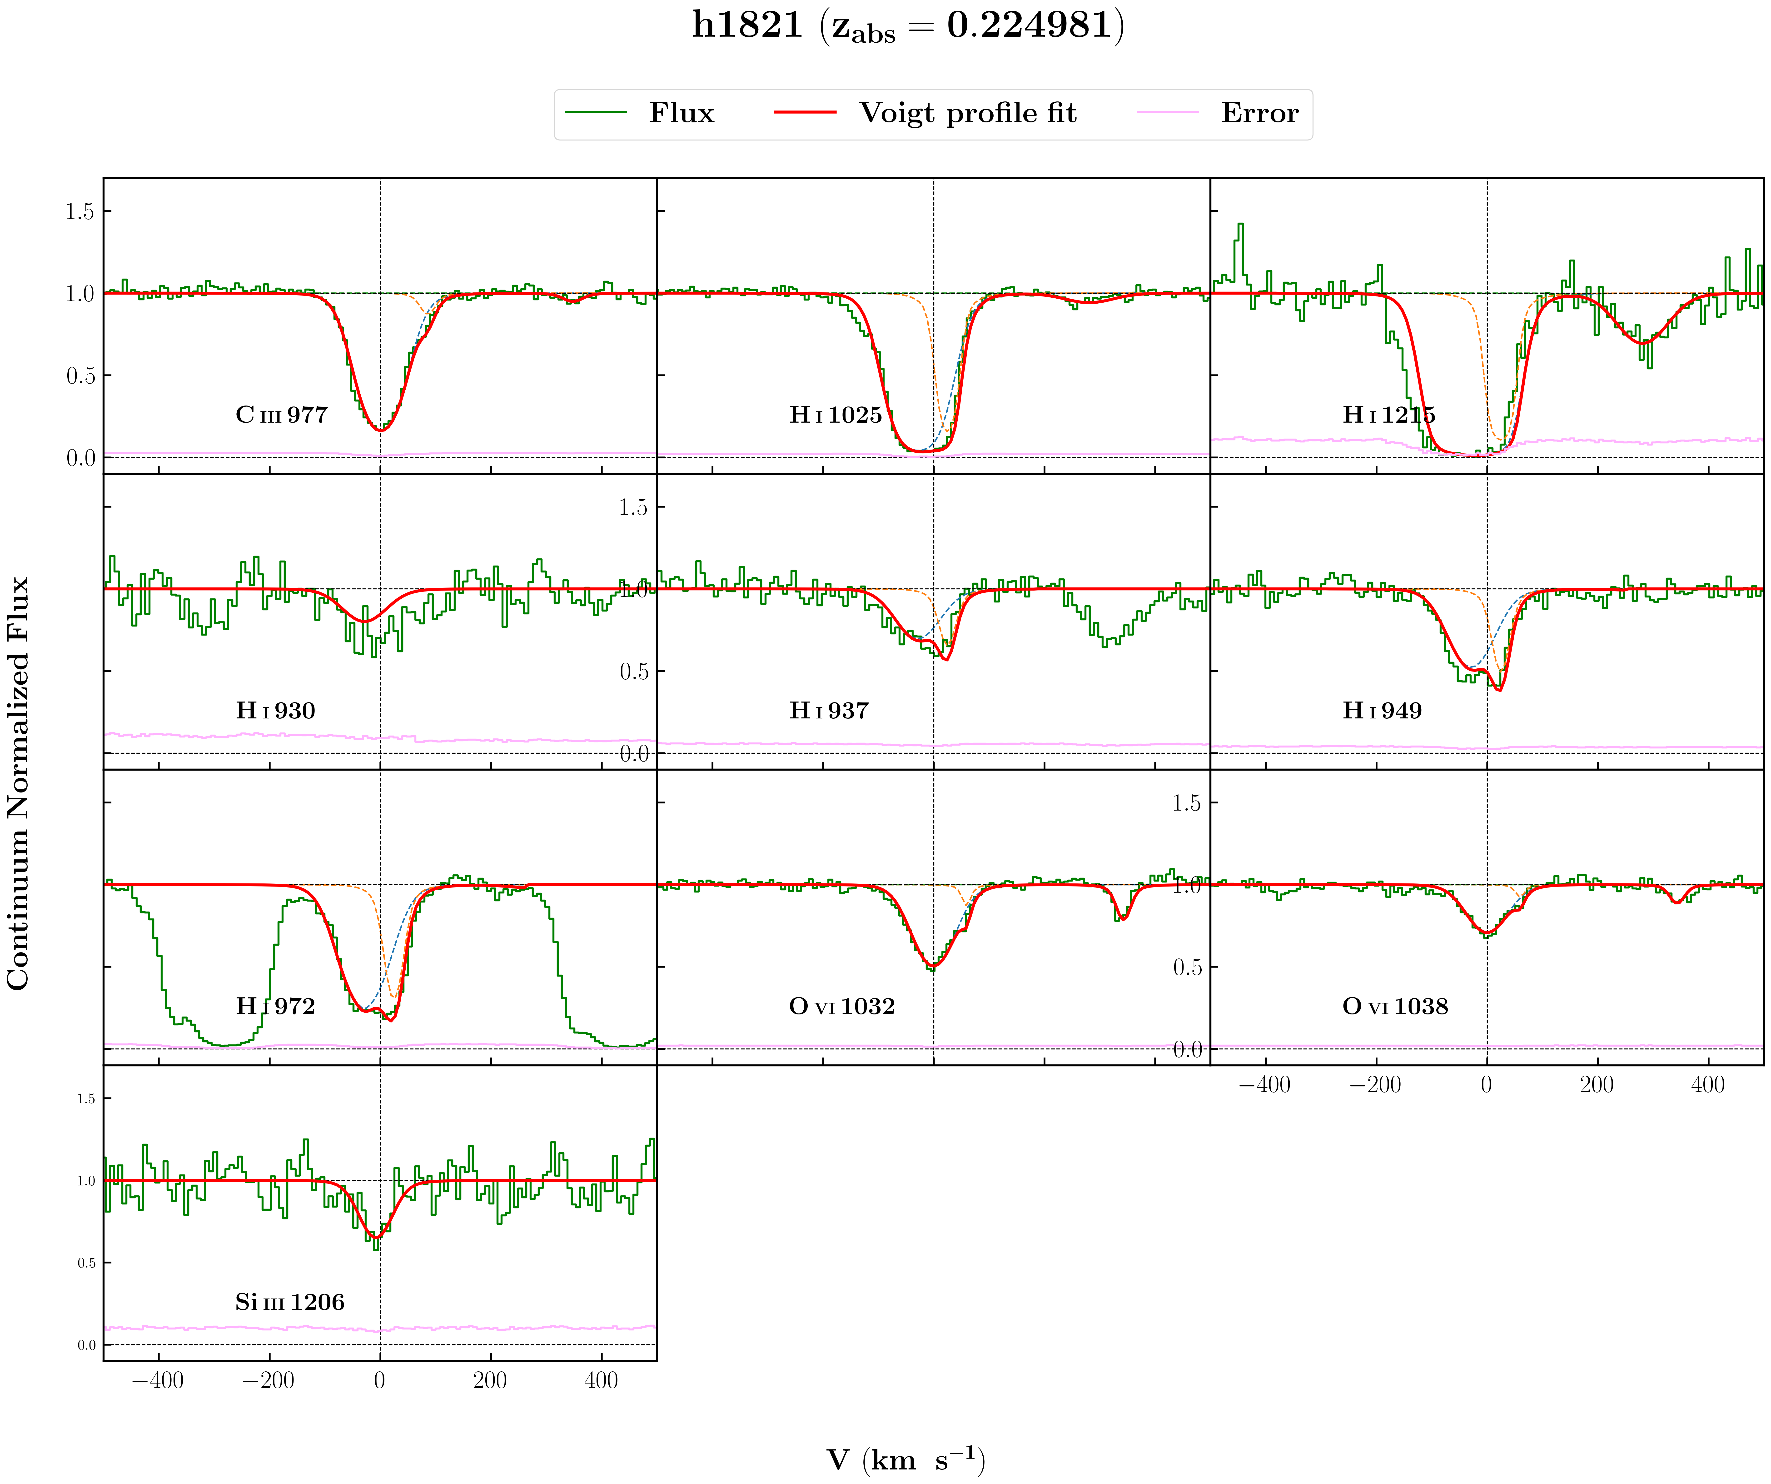 h1821 (z_abs = 0.224981)
Flux Voigt profile fit Error
1.5
1.0
0.5
0.0
C III 977
H I 1025
H I 1215
Continuum Normalized Flux
1.5
1.0
0.5
0.0
H I 930
H I 937
H I 949
1.5
1.0
0.5
0.0
H I 972
O VI 1032
O VI 1038
−400 −200 0 200 400
1.5
1.0
0.5
0.0
Si III 1206
−400 −200 0 200 400
V (km s⁻¹)